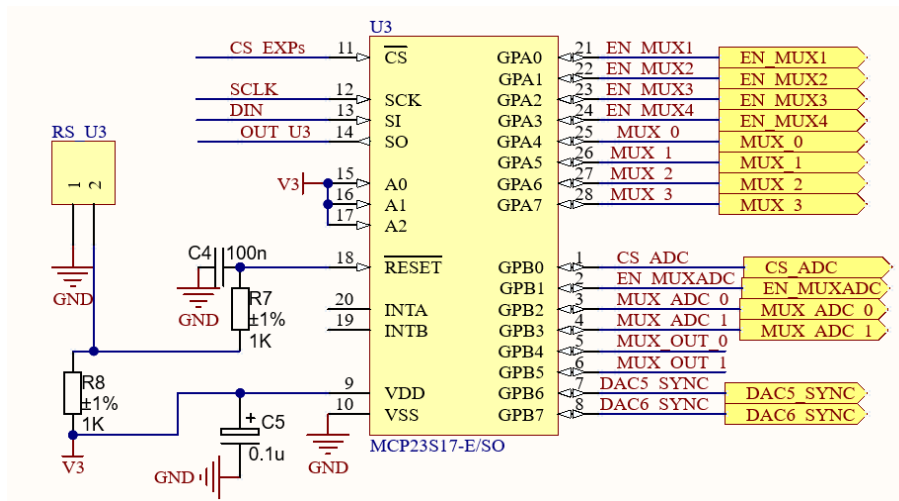 U3
CS_EXPs 11 CS GPA0 21 EN_MUX1 EN_MUX1
GPA1 22 EN_MUX2 EN_MUX2
SCLK 12 SCK GPA2 23 EN_MUX3 EN_MUX3
DIN 13 SI GPA3 24 EN_MUX4 EN_MUX4
OUT_U3 14 SO GPA4 25 MUX_0 MUX_0
RS_U3
1 2
GPA5 26 MUX_1 MUX_1
V3 15 A0 GPA6 27 MUX_2 MUX_2
16 A1 GPA7 28 MUX_3 MUX_3
17 A2
C4 100n
18 RESET GPB0 1 CS_ADC CS_ADC
GND
GND
GPB1 2 EN_MUXADC EN_MUXADC
R7
±1%
1K
20 INTA GPB2 3 MUX_ADC_0 MUX_ADC_0
19 INTB GPB3 4 MUX_ADC_1 MUX_ADC_1
GPB4 5 MUX_OUT_0
GPB5 6 MUX_OUT_1
R8
±1%
1K
9 VDD GPB6 7 DAC5_SYNC DAC5_SYNC
10 VSS GPB7 8 DAC6_SYNC DAC6_SYNC
+ C5
0.1u
V3
GND
GND
MCP23S17-E/SO